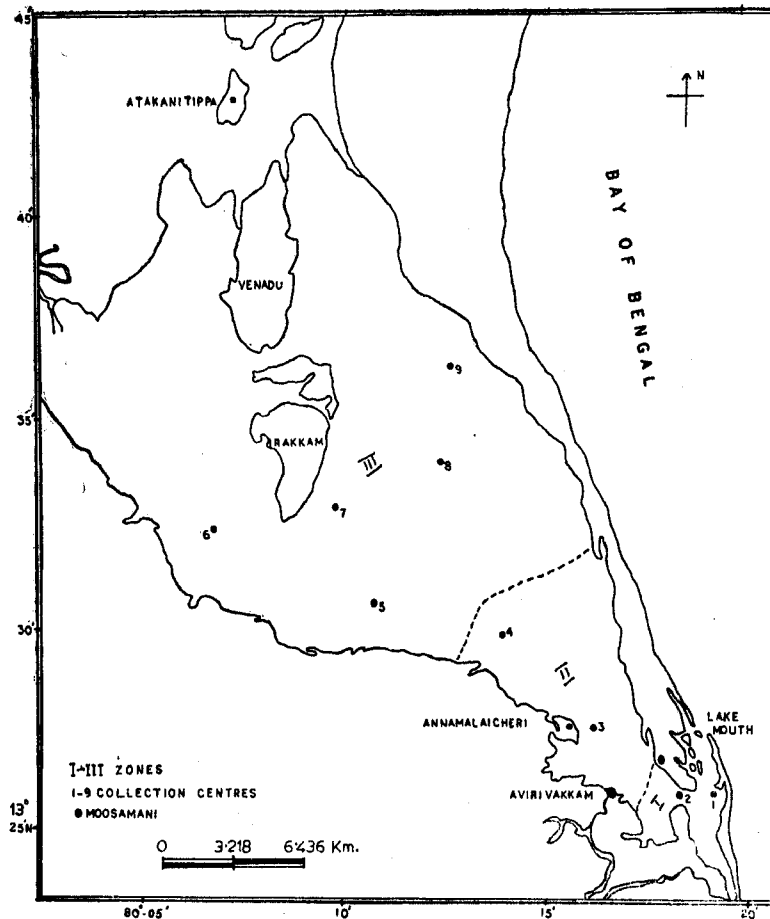 45'
N
ATAKANITIPPA
BAY OF BENGAL
40'
VENADU
9
35'
IRAKKAM
III
8
7
6
5
30'
4
II
ANNAMALAICHERI
3
LAKE
MOUTH
I-III ZONES
1-9 COLLECTION CENTRES
MOOSAMANI
AVIRIVAKKAM
I
2
1
13°
25'N
0 3·218 6·436 Km.
80°-05'
10'
15'
20'